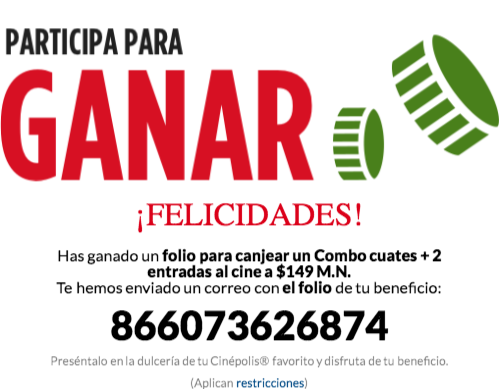 PARTICIPA PARA
GANAR
¡FELICIDADES!
Has ganado un folio para canjear un Combo cuates + 2
entradas al cine a $149 M.N.
Te hemos enviado un correo con el folio de tu beneficio:
866073626874
Preséntalo en la dulcería de tu Cinépolis® favorito y disfruta de tu beneficio.
(Aplican restricciones)